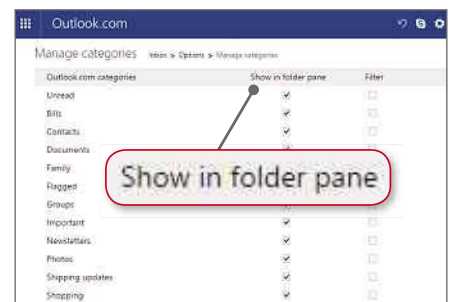 Outlook.com
Manage categories Inbox > Options > Manage categories
Outlook.com categories Show in folder pane Filter
Unread
Bills
Contacts
Documents
Family
Show in folder pane
Flagged
Groups
Important
Newsletters
Photos
Shipping updates
Shopping